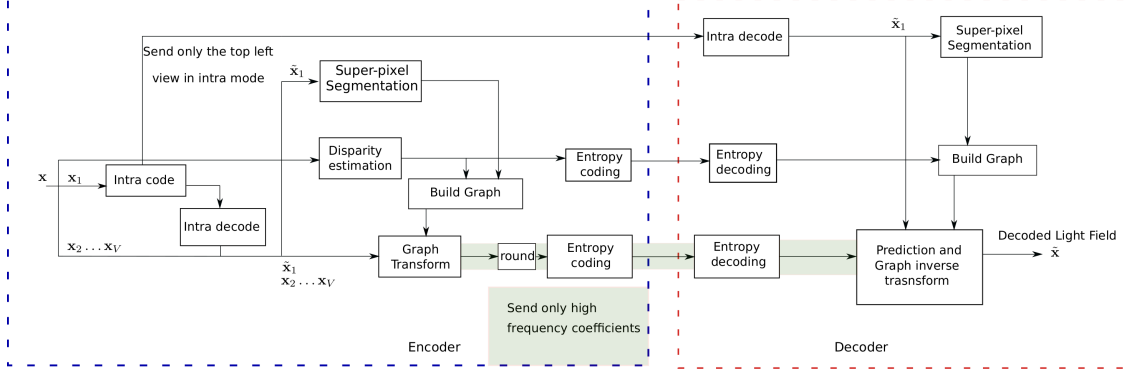 Send only the top left
view in intra mode
x
x₁
Intra code
Intra decode
x₂ … x_V
x̃₁
Super-pixel
Segmentation
Disparity
estimation
Build Graph
Entropy
coding
x̃₁
x₂ … x_V
Graph
Transform
round
Entropy
coding
Send only high
frequency coefficients
Encoder
Intra decode
x̃₁
Super-pixel
Segmentation
Entropy
decoding
Build Graph
Entropy
decoding
Prediction and
Graph inverse
trasnsform
Decoded Light Field
x̃
Decoder